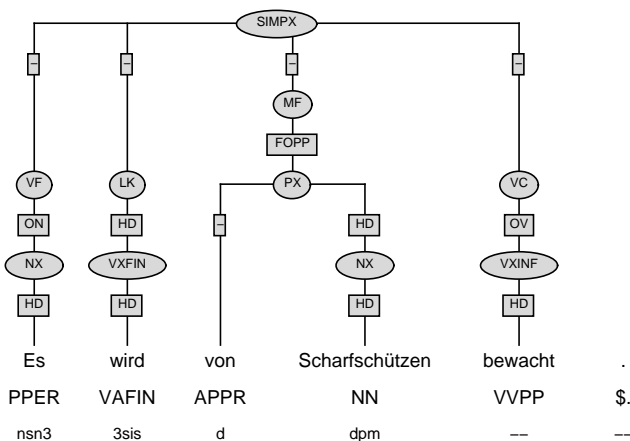 SIMPX
– – – –
MF
FOPP
VF LK PX VC
ON HD – HD OV
NX VXFIN NX VXINF
HD HD HD HD
Es wird von Scharfschützen bewacht .
PPER VAFIN APPR NN VVPP $.
nsn3 3sis d dpm –– ––